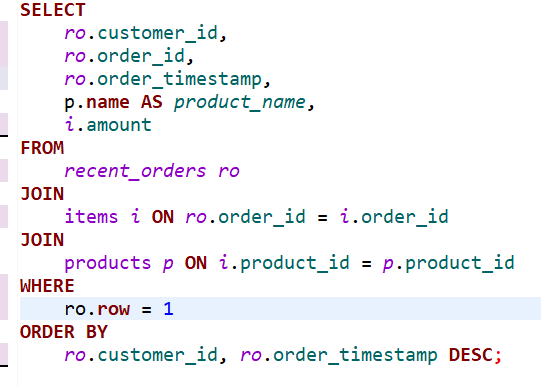 SELECT
ro.customer_id,
ro.order_id,
ro.order_timestamp,
p.name AS product_name,
i.amount
FROM
recent_orders ro
JOIN
items i ON ro.order_id = i.order_id
JOIN
products p ON i.product_id = p.product_id
WHERE
ro.row = 1
ORDER BY
ro.customer_id, ro.order_timestamp DESC;